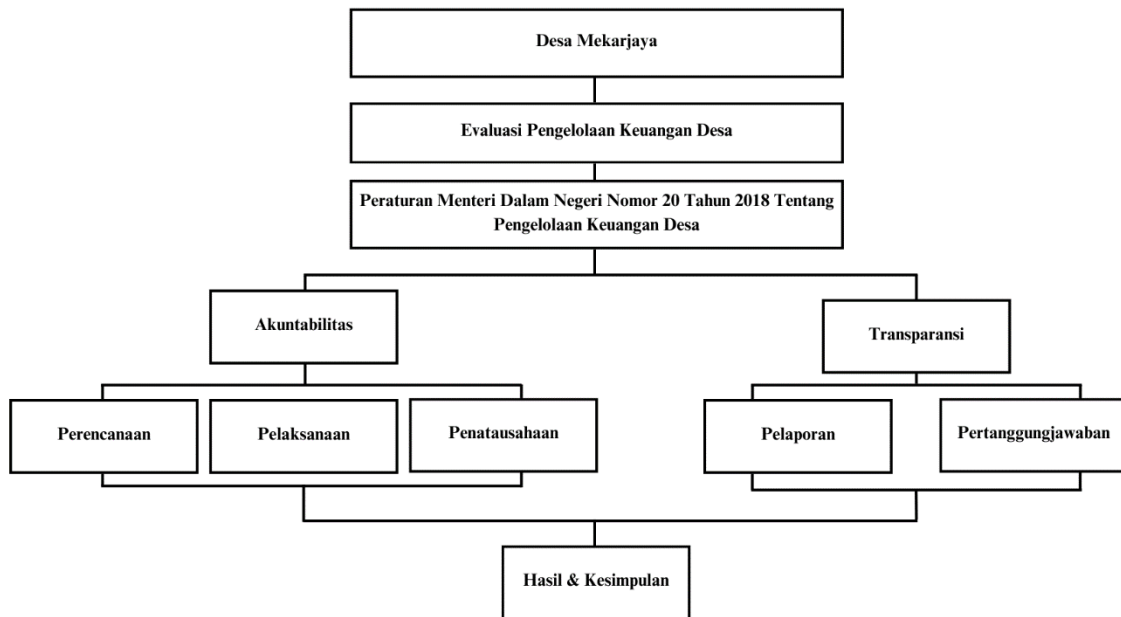 Desa Mekarjaya
Evaluasi Pengelolaan Keuangan Desa
Peraturan Menteri Dalam Negeri Nomor 20 Tahun 2018 Tentang
Pengelolaan Keuangan Desa
Akuntabilitas
Transparansi
Perencanaan
Pelaksanaan
Penatausahaan
Pelaporan
Pertanggungjawaban
Hasil & Kesimpulan